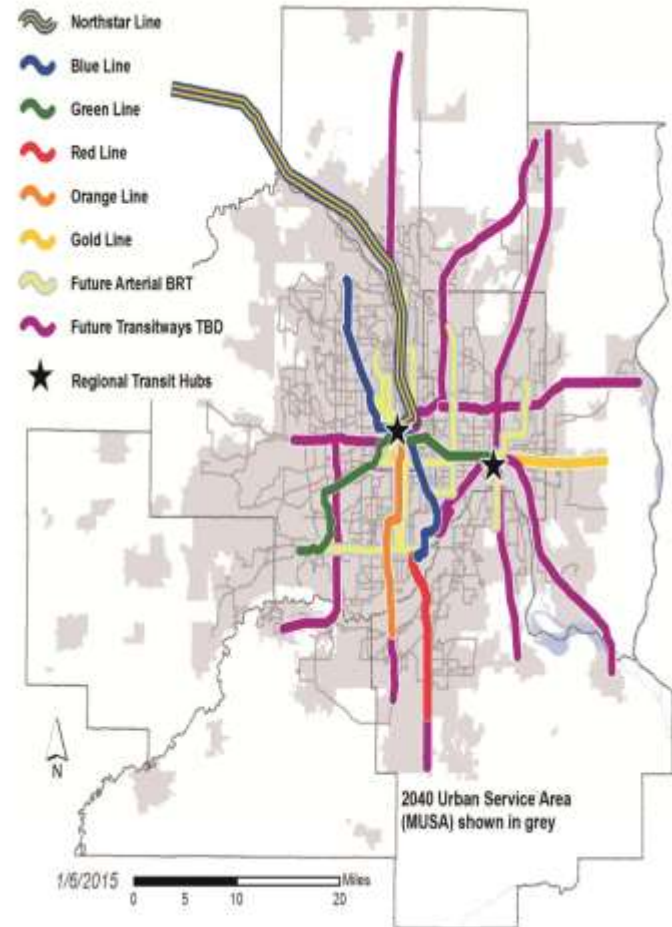 Northstar Line
Blue Line
Green Line
Red Line
Orange Line
Gold Line
Future Arterial BRT
Future Transitways TBD
Regional Transit Hubs
N
2040 Urban Service Area
(MUSA) shown in grey
1/6/2015
Miles
0 5 10 20